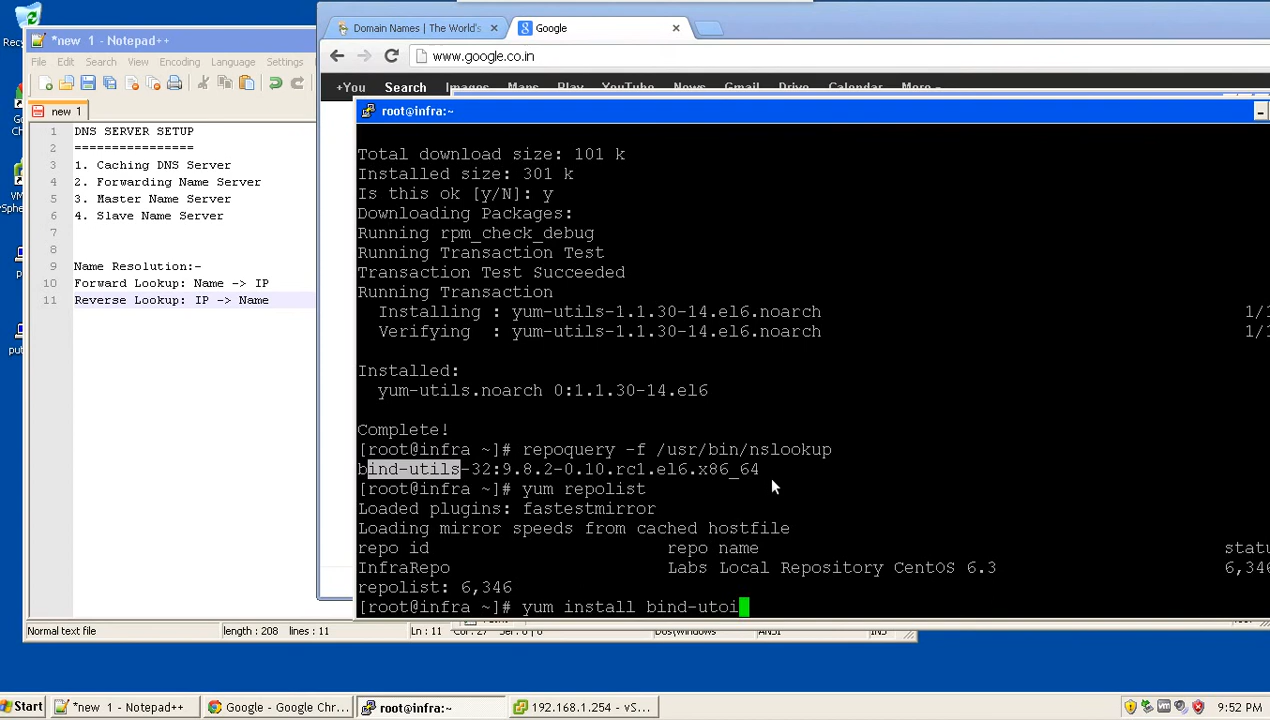 *new 1 - Notepad++
File Edit Search View Encoding Language Settings
new 1
1 DNS SERVER SETUP
2 ================
3 1. Caching DNS Server
4 2. Forwarding Name Server
5 3. Master Name Server
6 4. Slave Name Server
7
8
9 Name Resolution:-
10 Forward Lookup: Name -> IP
11 Reverse Lookup: IP -> Name
Normal text file length : 208 lines : 11 Ln : 11
Domain Names | The World's
Google
www.google.co.in
+You Search Images Maps Play YouTube News Gmail Drive Calendar More
root@infra:~
Total download size: 101 k
Installed size: 301 k
Is this ok [y/N]: y
Downloading Packages:
Running rpm_check_debug
Running Transaction Test
Transaction Test Succeeded
Running Transaction
Installing : yum-utils-1.1.30-14.el6.noarch 1/1
Verifying : yum-utils-1.1.30-14.el6.noarch 1/1
Installed:
yum-utils.noarch 0:1.1.30-14.el6
Complete!
[root@infra ~]# repoquery -f /usr/bin/nslookup
bind-utils-32:9.8.2-0.10.rc1.el6.x86_64
[root@infra ~]# yum repolist
Loaded plugins: fastestmirror
Loading mirror speeds from cached hostfile
repo id repo name statu
InfraRepo Labs Local Repository CentOS 6.3 6,346
repolist: 6,346
[root@infra ~]# yum install bind-utoi
Start *new 1 - Notepad++ Google - Google Chr... root@infra:~ 192.168.1.254 - vS... 9:52 PM